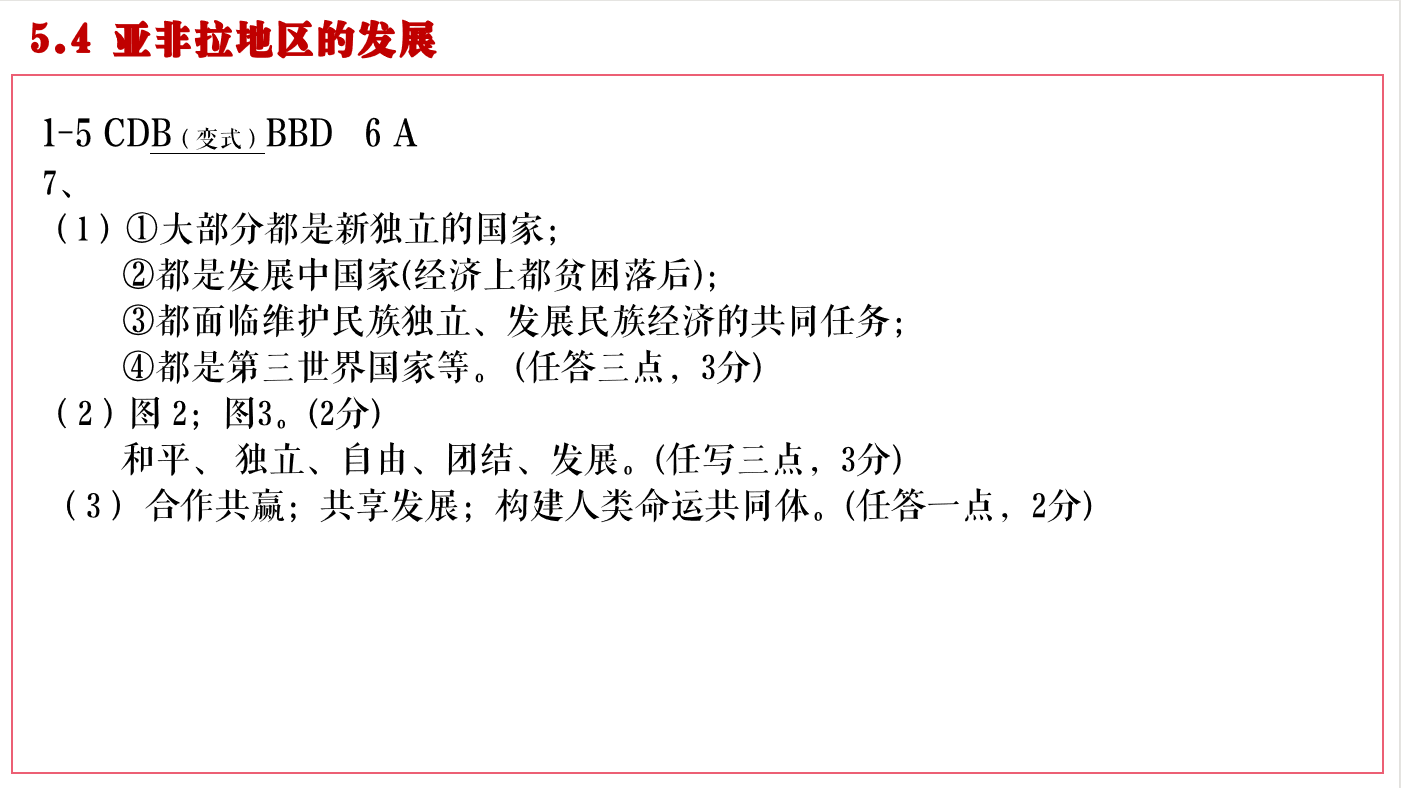 5.4 亚非拉地区的发展
1-5 CDB（变式）BBD 6 A
7、
（1）①大部分都是新独立的国家；
②都是发展中国家(经济上都贫困落后)；
③都面临维护民族独立、发展民族经济的共同任务；
④都是第三世界国家等。(任答三点，3分)
（2）图 2；图3。(2分)
和平、 独立、自由、团结、发展。(任写三点，3分)
（3） 合作共赢；共享发展；构建人类命运共同体。(任答一点，2分)